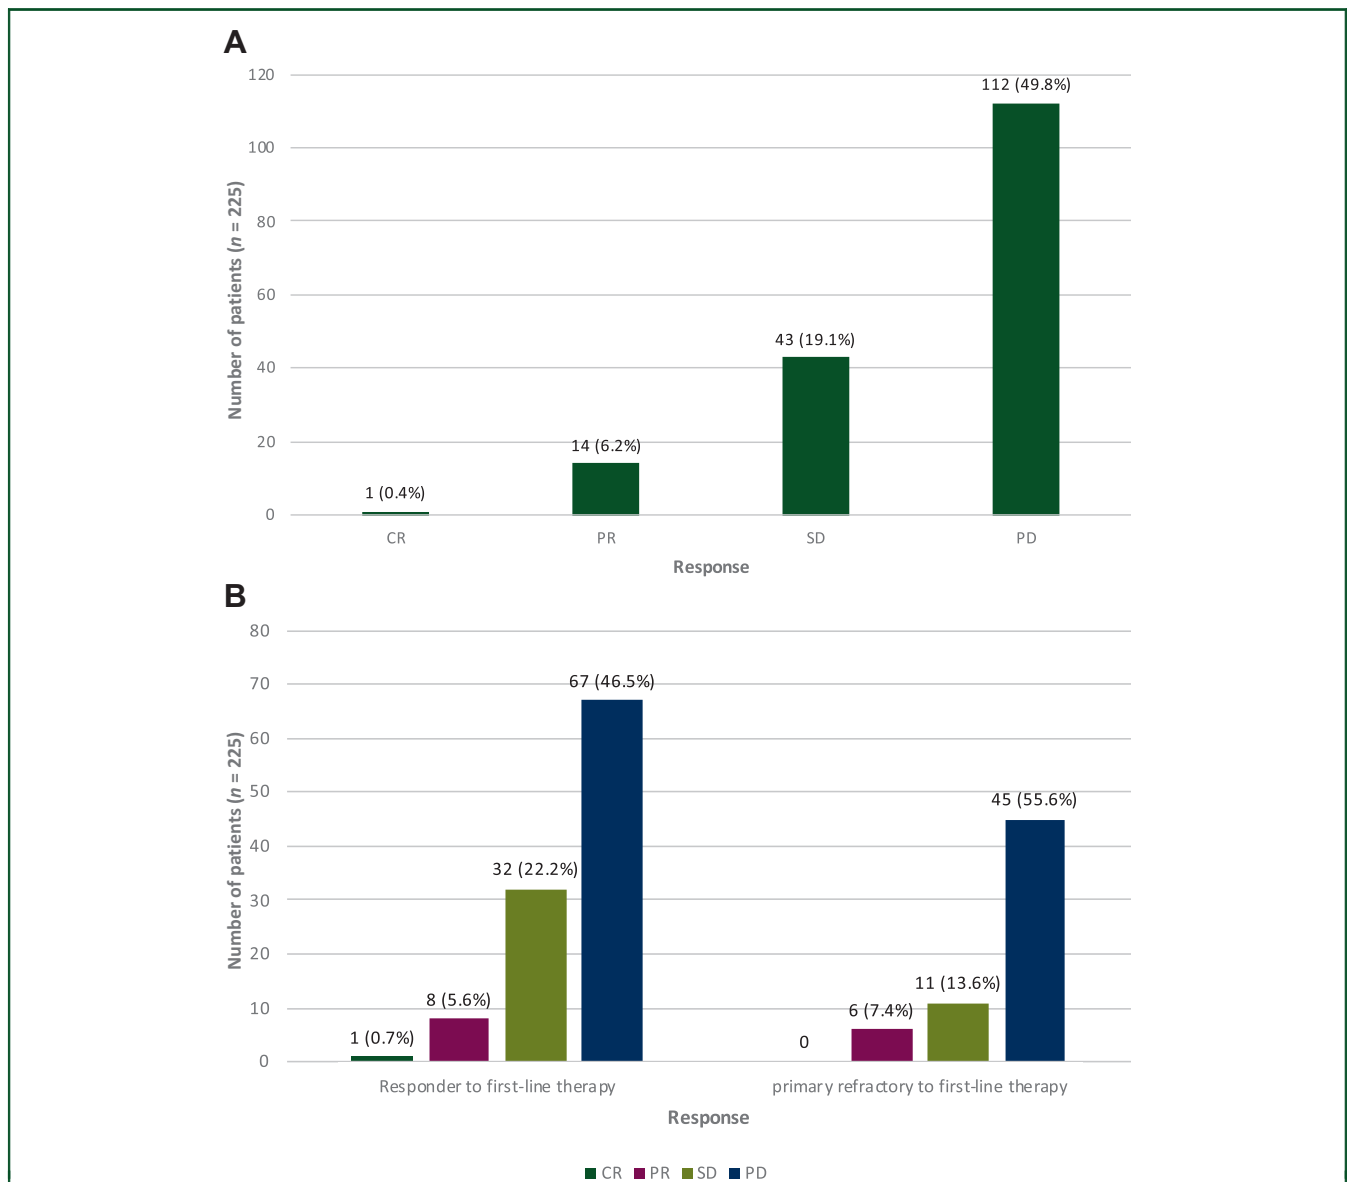 A
120
100
80
60
40
20
0
Number of patients (n = 225)
1 (0.4%)
14 (6.2%)
43 (19.1%)
112 (49.8%)
CR PR SD PD
Response
B
80
70
60
50
40
30
20
10
0
Number of patients (n = 225)
1 (0.7%)
8 (5.6%)
32 (22.2%)
67 (46.5%)
0
6 (7.4%)
11 (13.6%)
45 (55.6%)
Responder to first-line therapy
primary refractory to first-line therapy
Response
CR PR SD PD